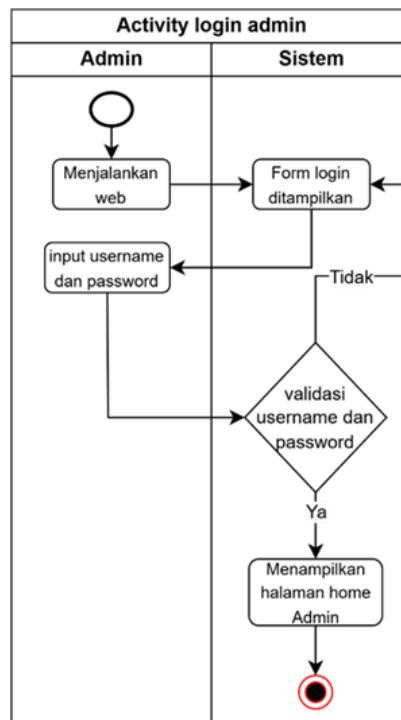 Activity login admin
Admin
Sistem
Menjalankan
web
Form login
ditampilkan
input username
dan password
Tidak
validasi
username dan
password
Ya
Menampilkan
halaman home
Admin